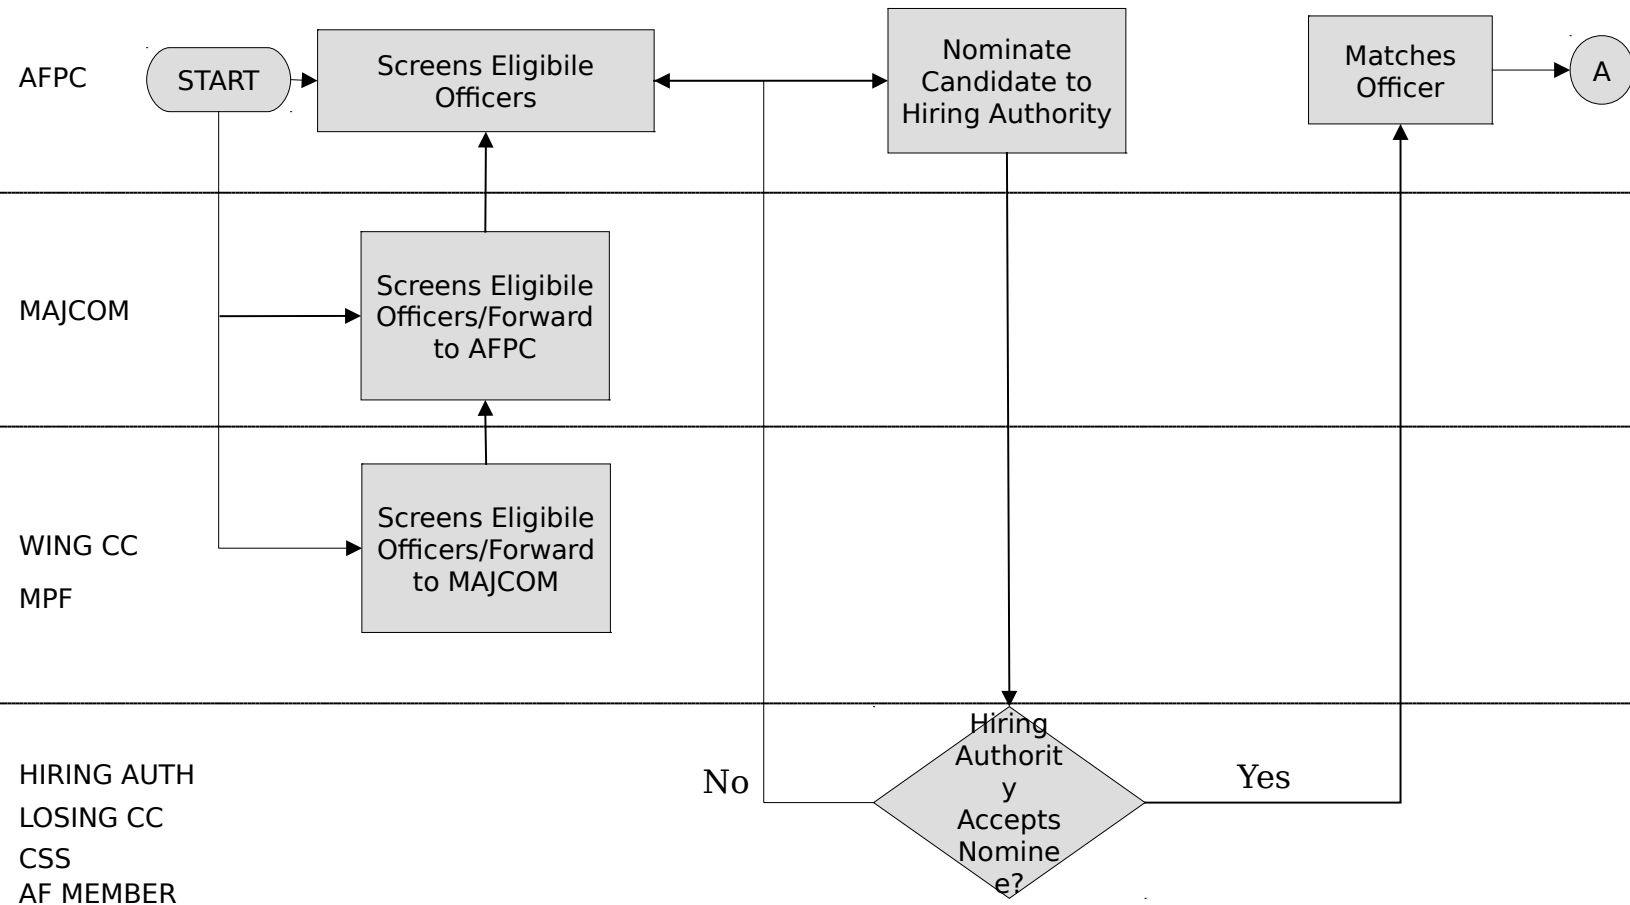 AFPC
START
Screens Eligibile
Officers
Nominate
Candidate to
Hiring Authority
Matches
Officer
A
MAJCOM
Screens Eligibile
Officers/Forward
to AFPC
WING CC
MPF
Screens Eligibile
Officers/Forward
to MAJCOM
HIRING AUTH
LOSING CC
CSS
AF MEMBER
No
Hiring
Authorit
y
Accepts
Nomine
e?
Yes